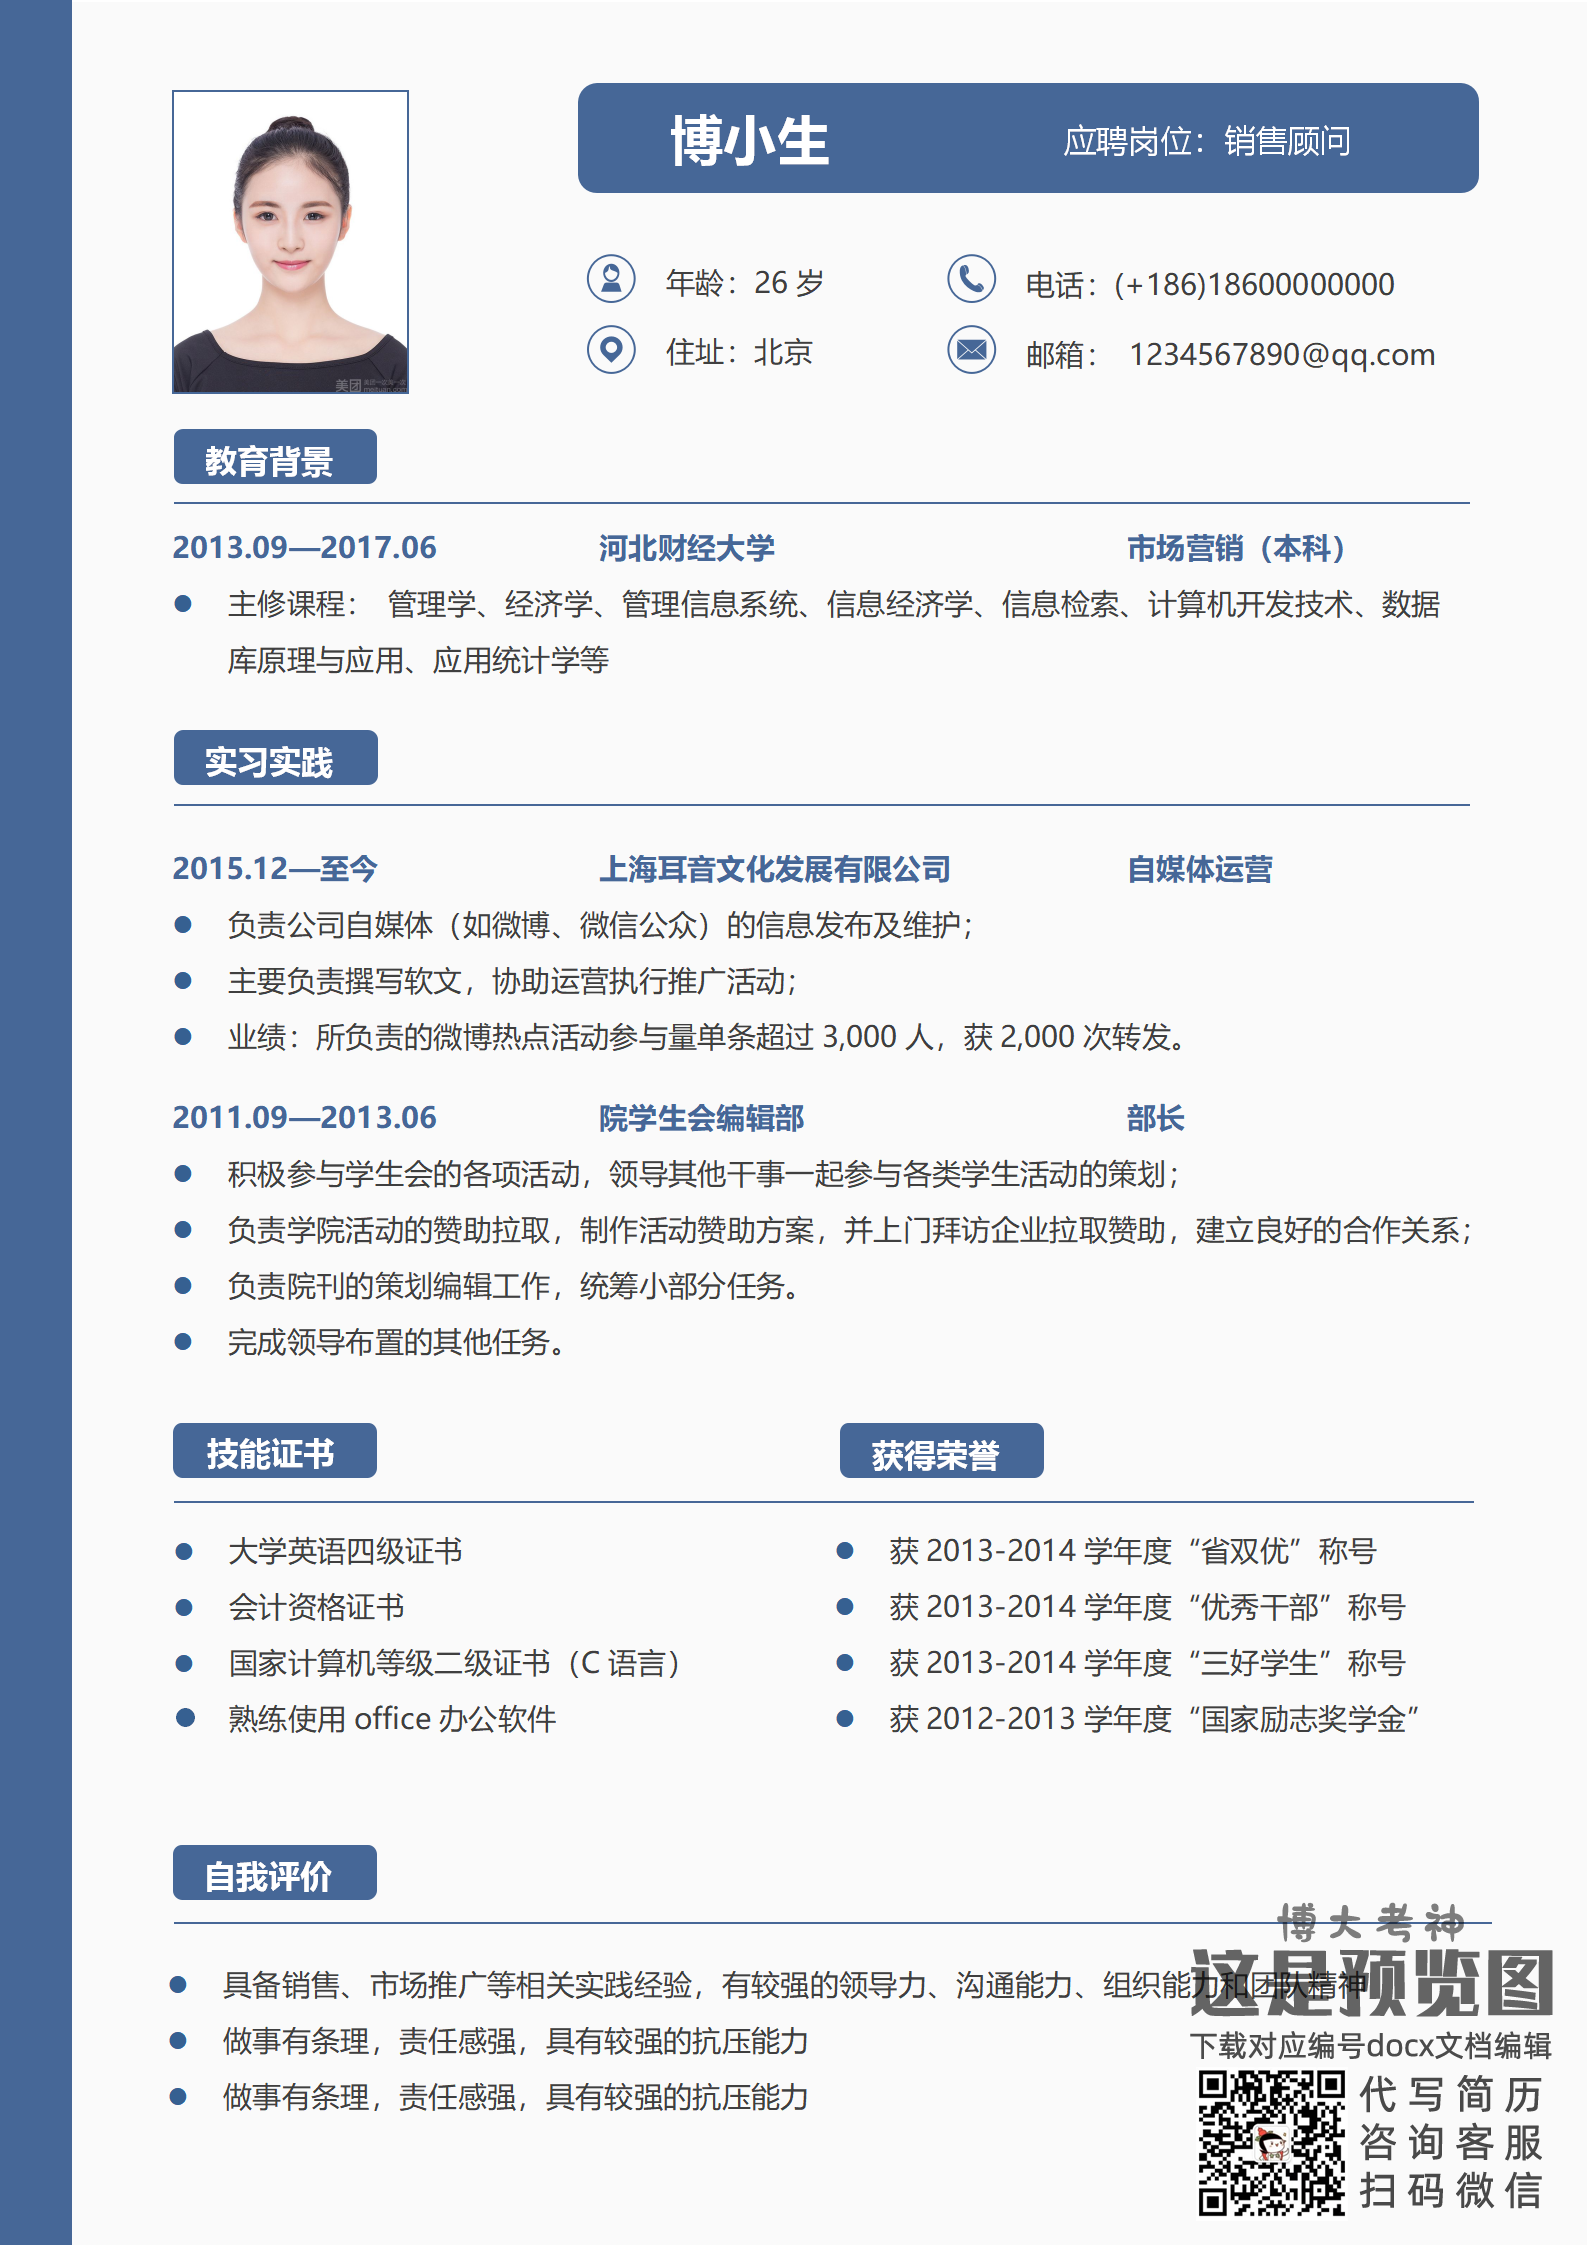 博小生
应聘岗位：销售顾问
年龄：26 岁
电话：(+186)18600000000
住址：北京
邮箱： 1234567890@qq.com
美团
教育背景
2013.09—2017.06 河北财经大学 市场营销（本科）
主修课程： 管理学、经济学、管理信息系统、信息经济学、信息检索、计算机开发技术、数据
库原理与应用、应用统计学等
实习实践
2015.12—至今 上海耳音文化发展有限公司 自媒体运营
负责公司自媒体（如微博、微信公众）的信息发布及维护；
主要负责撰写软文，协助运营执行推广活动；
业绩：所负责的微博热点活动参与量单条超过 3,000 人，获 2,000 次转发。
2011.09—2013.06 院学生会编辑部 部长
积极参与学生会的各项活动，领导其他干事一起参与各类学生活动的策划；
负责学院活动的赞助拉取，制作活动赞助方案，并上门拜访企业拉取赞助，建立良好的合作关系；
负责院刊的策划编辑工作，统筹小部分任务。
完成领导布置的其他任务。
技能证书
大学英语四级证书
会计资格证书
国家计算机等级二级证书（C 语言）
熟练使用 office 办公软件
获得荣誉
获 2013-2014 学年度“省双优”称号
获 2013-2014 学年度“优秀干部”称号
获 2013-2014 学年度“三好学生”称号
获 2012-2013 学年度“国家励志奖学金”
自我评价
具备销售、市场推广等相关实践经验，有较强的领导力、沟通能力、组织能力和团队精神
做事有条理，责任感强，具有较强的抗压能力
做事有条理，责任感强，具有较强的抗压能力
博大考神
这是预览图
下载对应编号docx文档编辑
代写简历
咨询客服
扫码微信